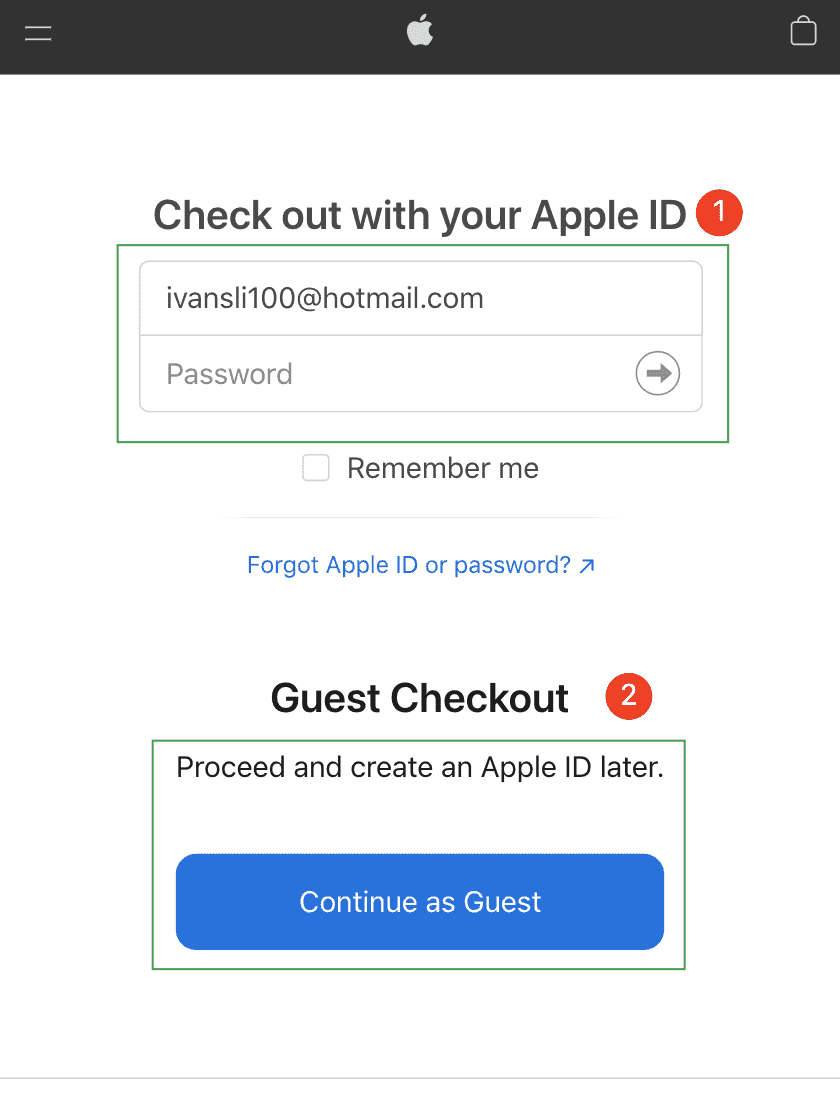 Check out with your Apple ID 1
ivansli100@hotmail.com
Password
Remember me
Forgot Apple ID or password? ↗
Guest Checkout 2
Proceed and create an Apple ID later.
Continue as Guest